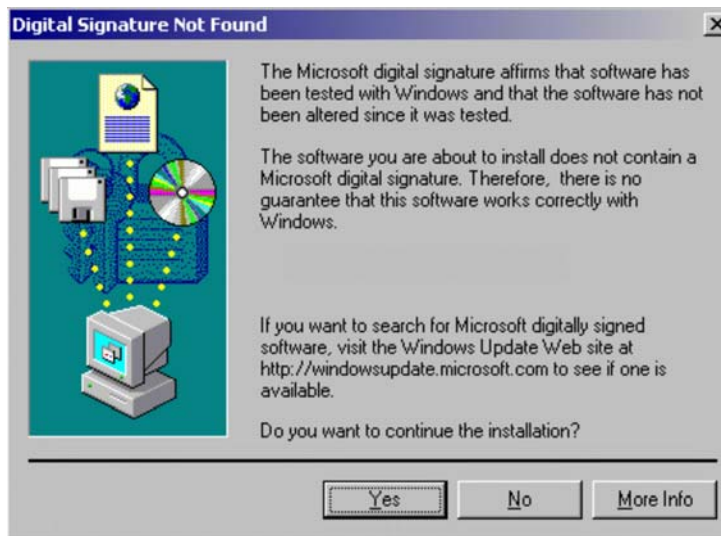 Digital Signature Not Found
The Microsoft digital signature affirms that software has
been tested with Windows and that the software has not
been altered since it was tested.
The software you are about to install does not contain a
Microsoft digital signature. Therefore, there is no
guarantee that this software works correctly with
Windows.
If you want to search for Microsoft digitally signed
software, visit the Windows Update Web site at
http://windowsupdate.microsoft.com to see if one is
available.
Do you want to continue the installation?
Yes No More Info